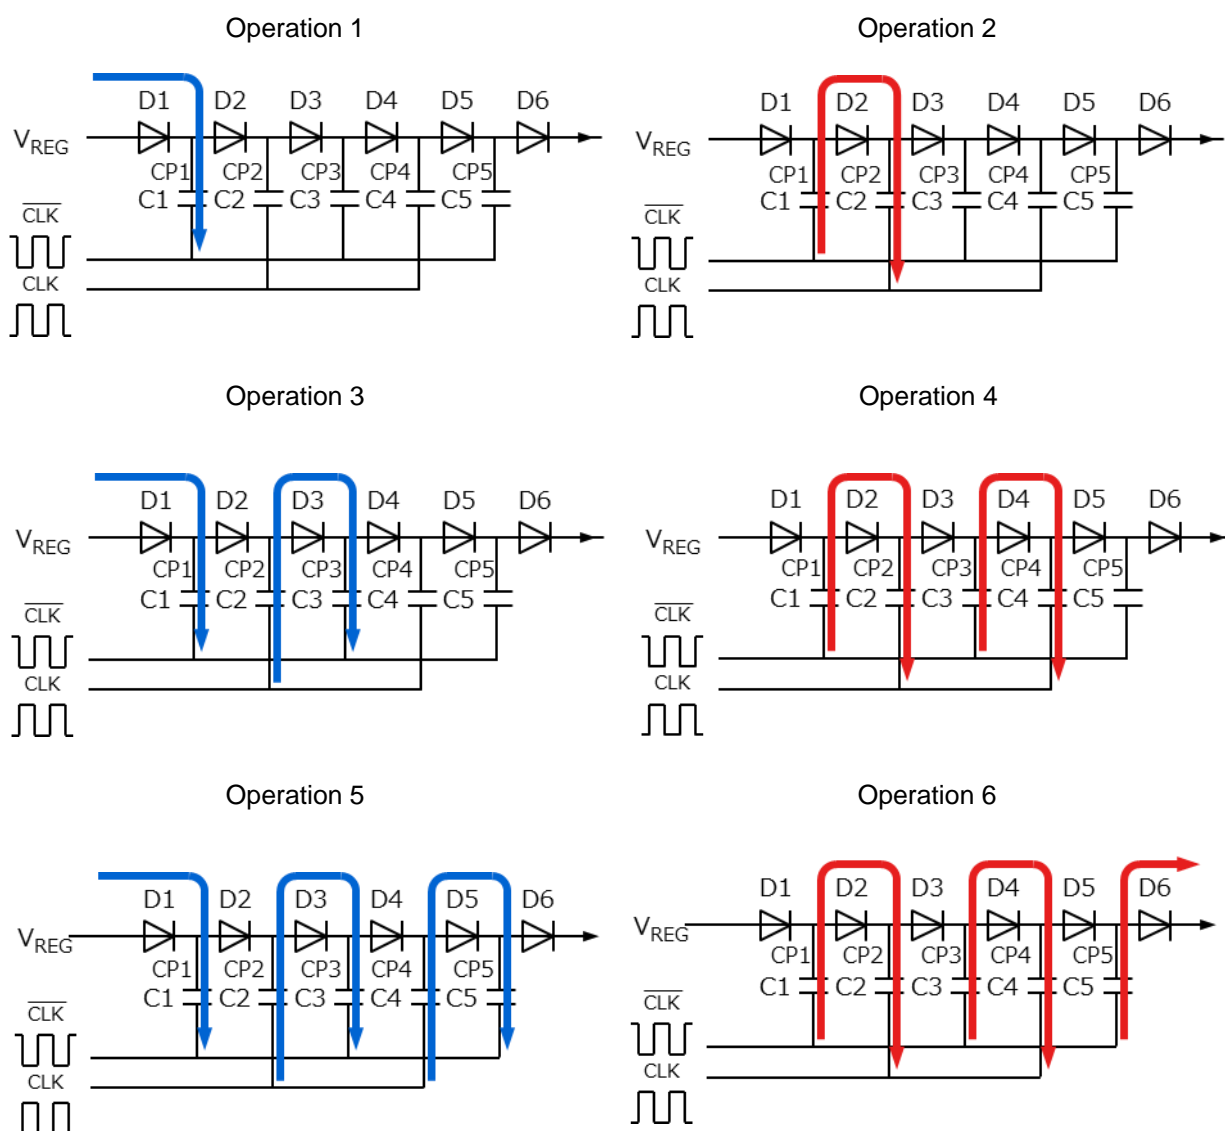 Operation 1
D1 D2 D3 D4 D5 D6
VREG
CP1 CP2 CP3 CP4 CP5
C1 C2 C3 C4 C5
CLK
CLK
Operation 2
D1 D2 D3 D4 D5 D6
VREG
CP1 CP2 CP3 CP4 CP5
C1 C2 C3 C4 C5
CLK
CLK
Operation 3
D1 D2 D3 D4 D5 D6
VREG
CP1 CP2 CP3 CP4 CP5
C1 C2 C3 C4 C5
CLK
CLK
Operation 4
D1 D2 D3 D4 D5 D6
VREG
CP1 CP2 CP3 CP4 CP5
C1 C2 C3 C4 C5
CLK
CLK
Operation 5
D1 D2 D3 D4 D5 D6
VREG
CP1 CP2 CP3 CP4 CP5
C1 C2 C3 C4 C5
CLK
CLK
Operation 6
D1 D2 D3 D4 D5 D6
VREG
CP1 CP2 CP3 CP4 CP5
C1 C2 C3 C4 C5
CLK
CLK